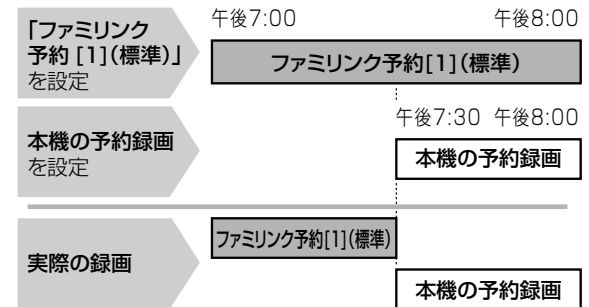 「ファミリンク
予約 [1](標準)」
を設定
午後7:00 午後8:00
ファミリンク予約[1](標準)
本機の予約録画
を設定
午後7:30 午後8:00
本機の予約録画
実際の録画
ファミリンク予約[1](標準)
本機の予約録画